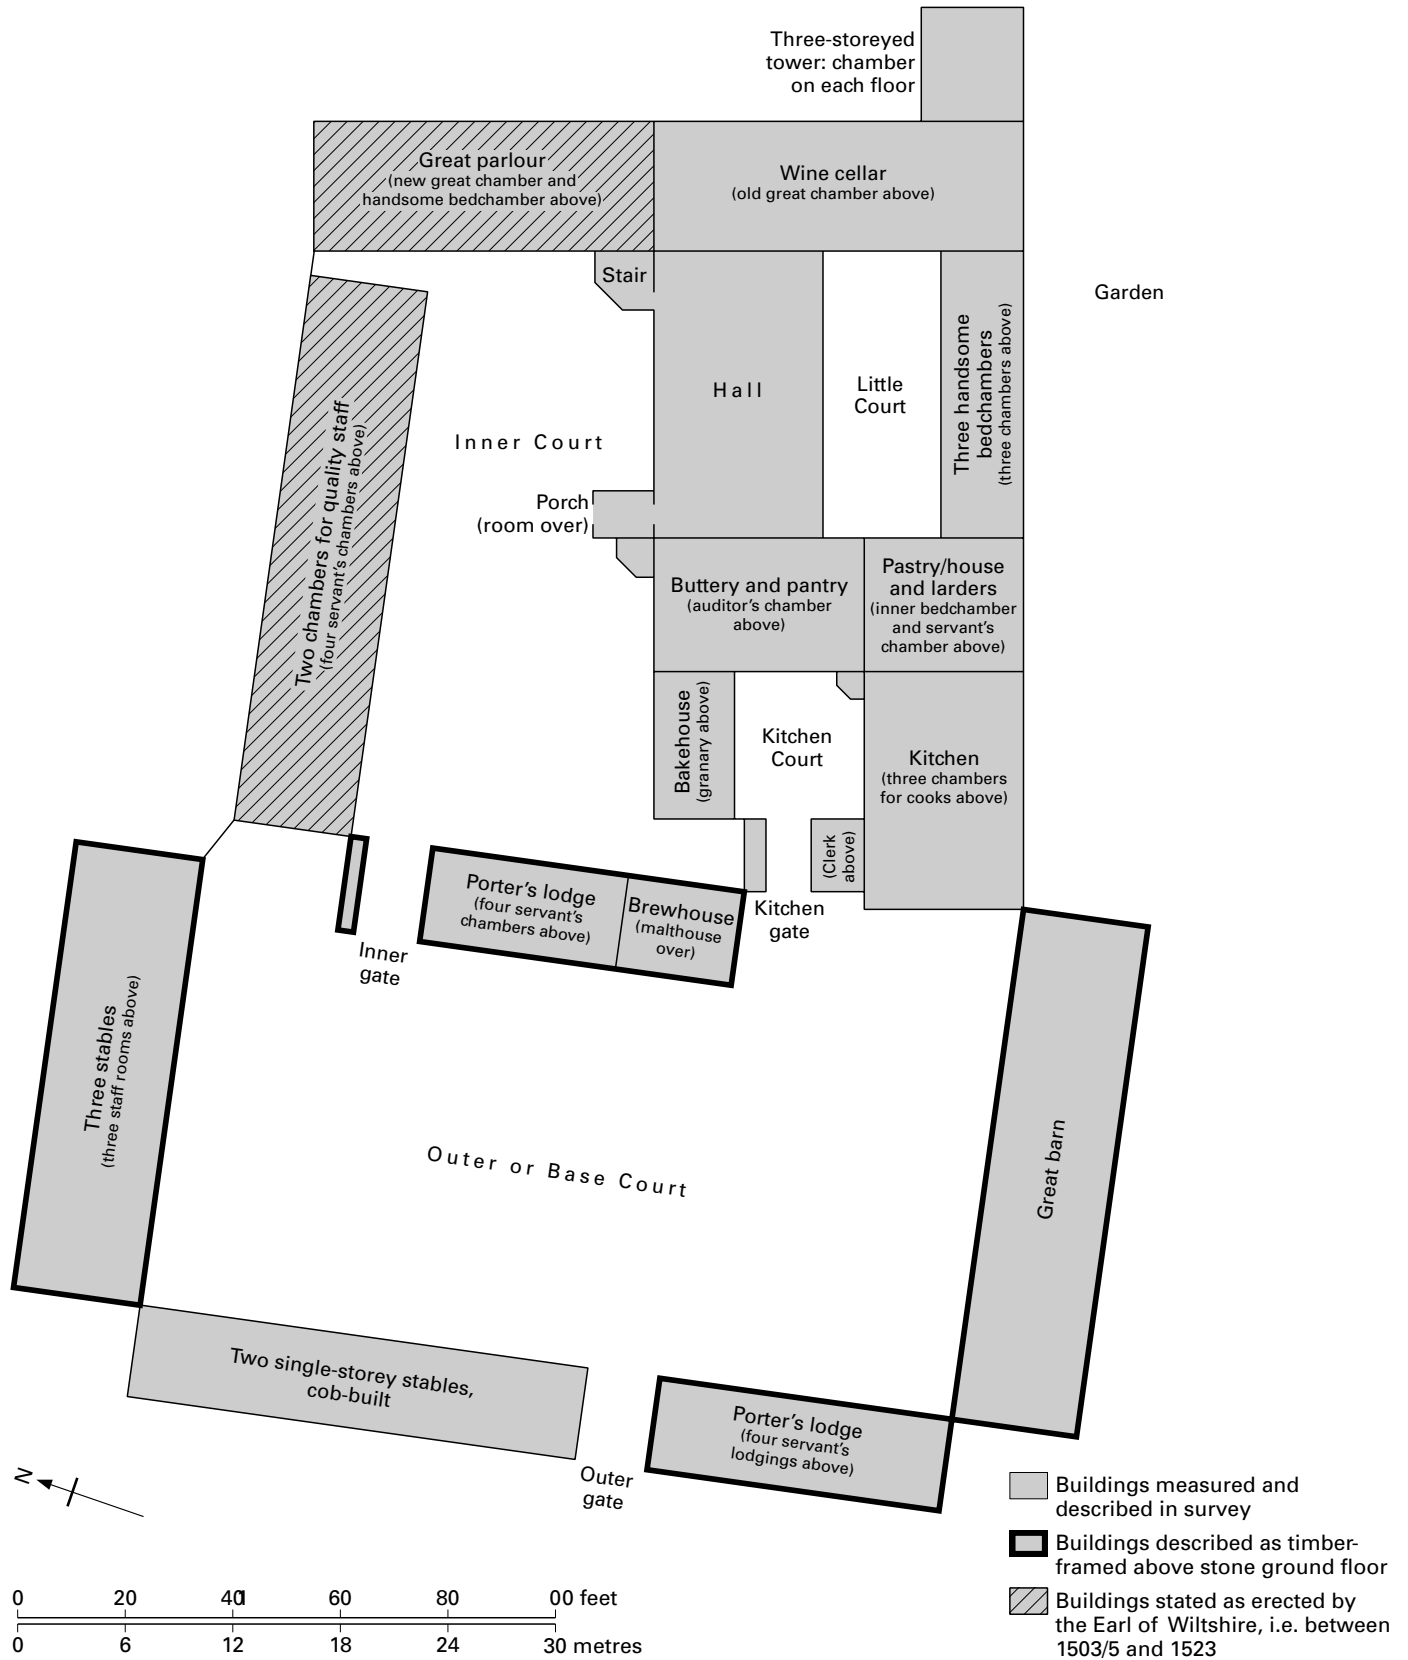 Three-storeyed
tower: chamber
on each floor
Great parlour
(new great chamber and
handsome bedchamber above)
Wine cellar
(old great chamber above)
Stair
Garden
Hall
Little
Court
Three handsome
bedchambers
(three chambers above)
Inner Court
Two chambers for quality staff
(four servant's chambers above)
Porch
(room over)
Buttery and pantry
(auditor's chamber
above)
Pastry/house
and larders
(inner bedchamber
and servant's
chamber above)
Bakehouse
(granary above)
Kitchen
Court
Kitchen
(three chambers
for cooks above)
(Clerk
above)
Porter's lodge
(four servant's
chambers above)
Brewhouse
(malthouse
over)
Kitchen
gate
Inner
gate
Three stables
(three staff rooms above)
Outer or Base Court
Great barn
Two single-storey stables,
cob-built
Porter's lodge
(four servant's
lodgings above)
Outer
gate
N
Buildings measured and
described in survey
Buildings described as timber-
framed above stone ground floor
Buildings stated as erected by
the Earl of Wiltshire, i.e. between
1503/5 and 1523
0 20 401 60 80 00 feet
0 6 12 18 24 30 metres